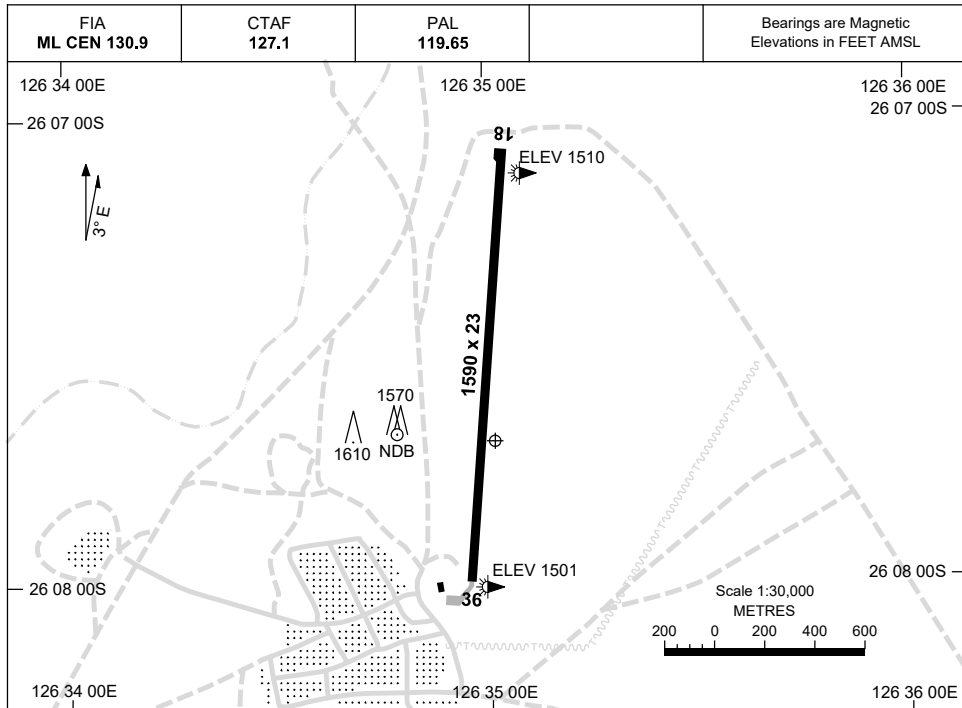 FIA
ML CEN 130.9
CTAF
127.1
PAL
119.65
Bearings are Magnetic
Elevations in FEET AMSL
126 34 00E
126 35 00E
126 36 00E
26 07 00S
26 07 00S
18
ELEV 1510
3° E
1590 x 23
1570
1610
NDB
ELEV 1501
36
26 08 00S
26 08 00S
Scale 1:30,000
METRES
200 0 200 400 600
T
T
126 34 00E
126 35 00E
126 36 00E